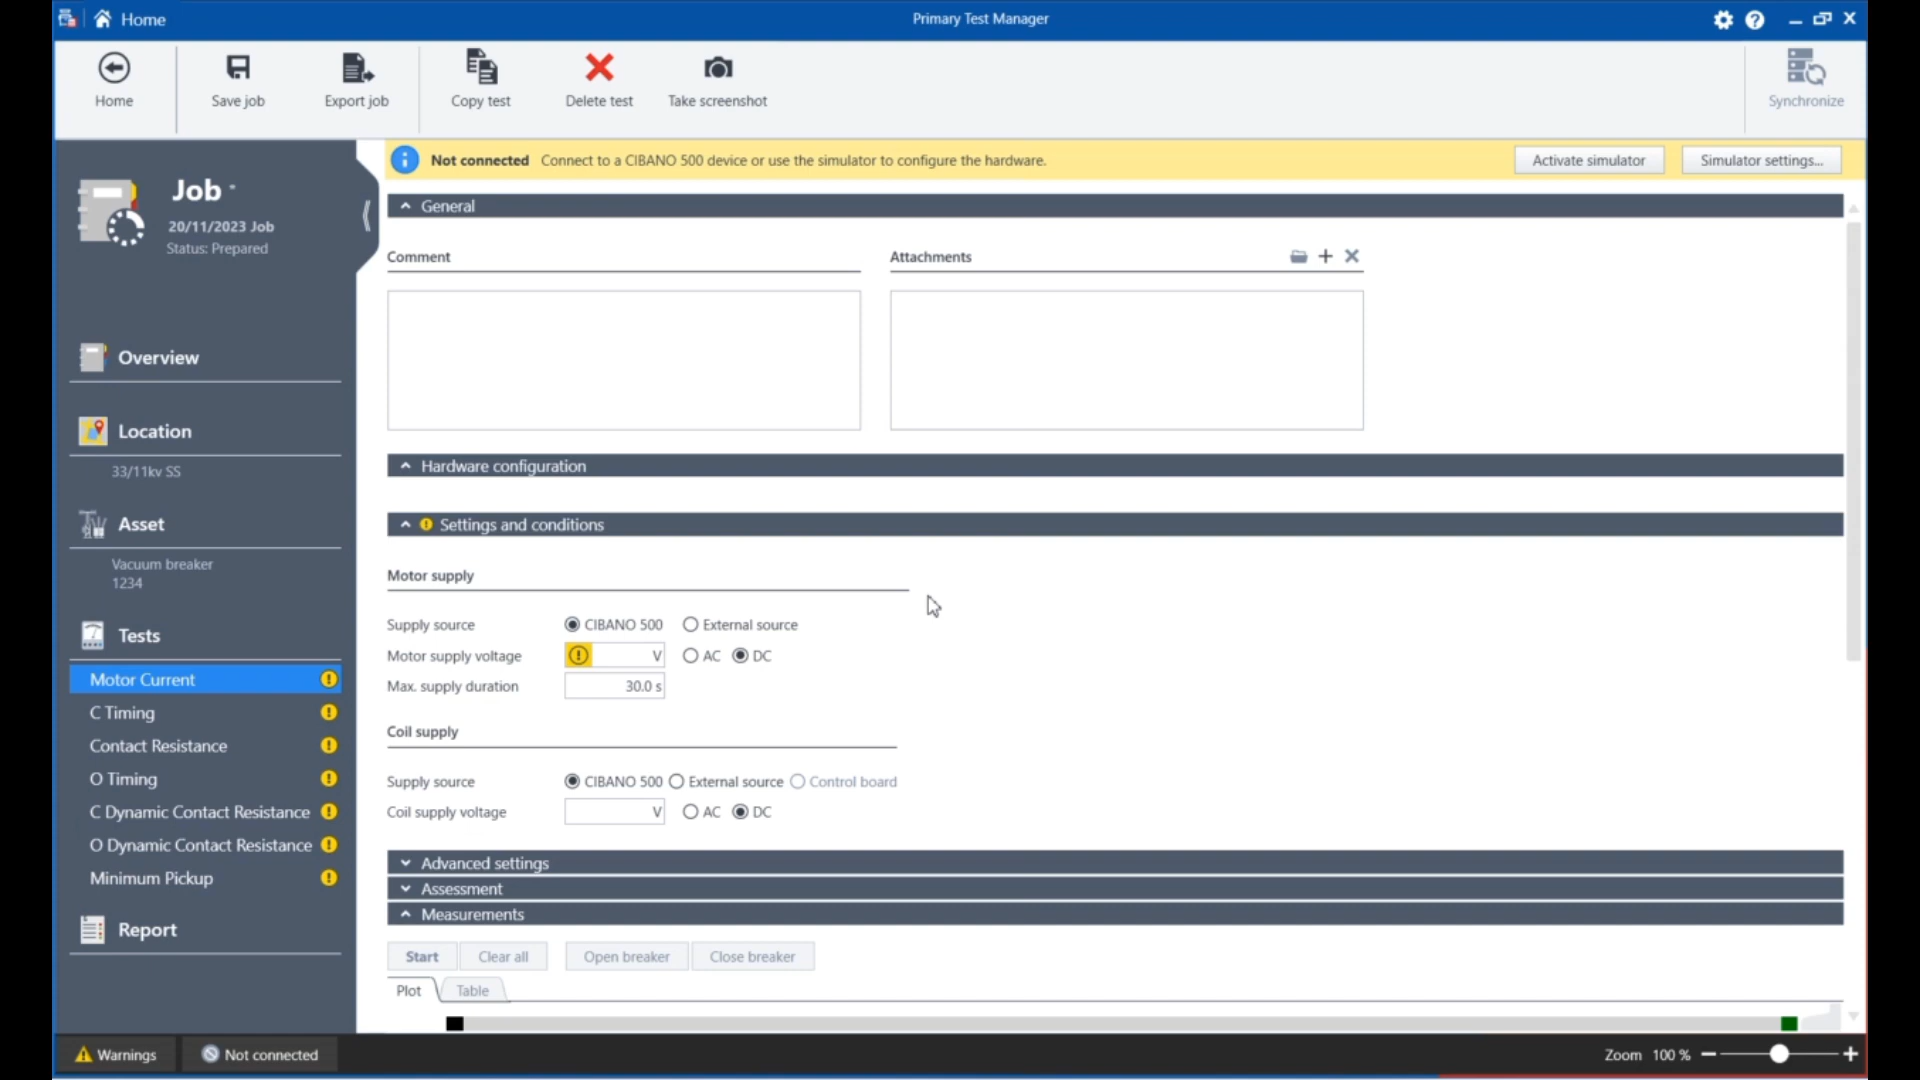 Home
Primary Test Manager
Home
Save job
Export job
Copy test
Delete test
Take screenshot
Synchronize
Job *
20/11/2023 Job
Status: Prepared
Overview
Location
33/11kv SS
Asset
Vacuum breaker
1234
Tests
Motor Current
C Timing
Contact Resistance
O Timing
C Dynamic Contact Resistance
O Dynamic Contact Resistance
Minimum Pickup
Report
Not connected Connect to a CIBANO 500 device or use the simulator to configure the hardware.
Activate simulator
Simulator settings...
General
Comment
Attachments
Hardware configuration
Settings and conditions
Motor supply
Supply source CIBANO 500 External source
Motor supply voltage V AC DC
Max. supply duration 30.0 s
Coil supply
Supply source CIBANO 500 External source Control board
Coil supply voltage V AC DC
Advanced settings
Assessment
Measurements
Start Clear all Open breaker Close breaker
Plot Table
Warnings Not connected
Zoom 100 %